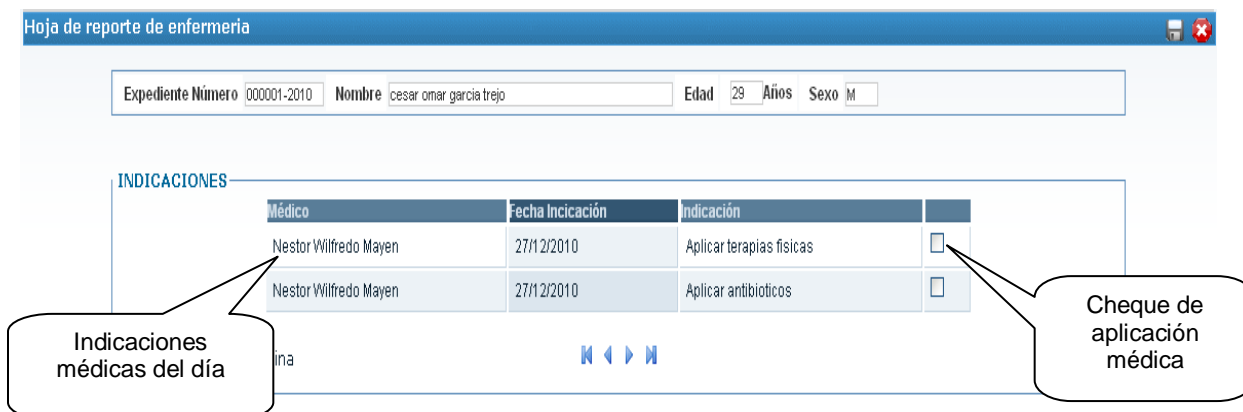 Hoja de reporte de enfermeria
Expediente Número 000001-2010 Nombre cesar omar garcia trejo Edad 29 Años Sexo M
INDICACIONES
Médico Fecha Incicación Indicación
Nestor Wilfredo Mayen 27/12/2010 Aplicar terapias fisicas
Nestor Wilfredo Mayen 27/12/2010 Aplicar antibioticos
Indicaciones
médicas del día
ina
Cheque de
aplicación
médica